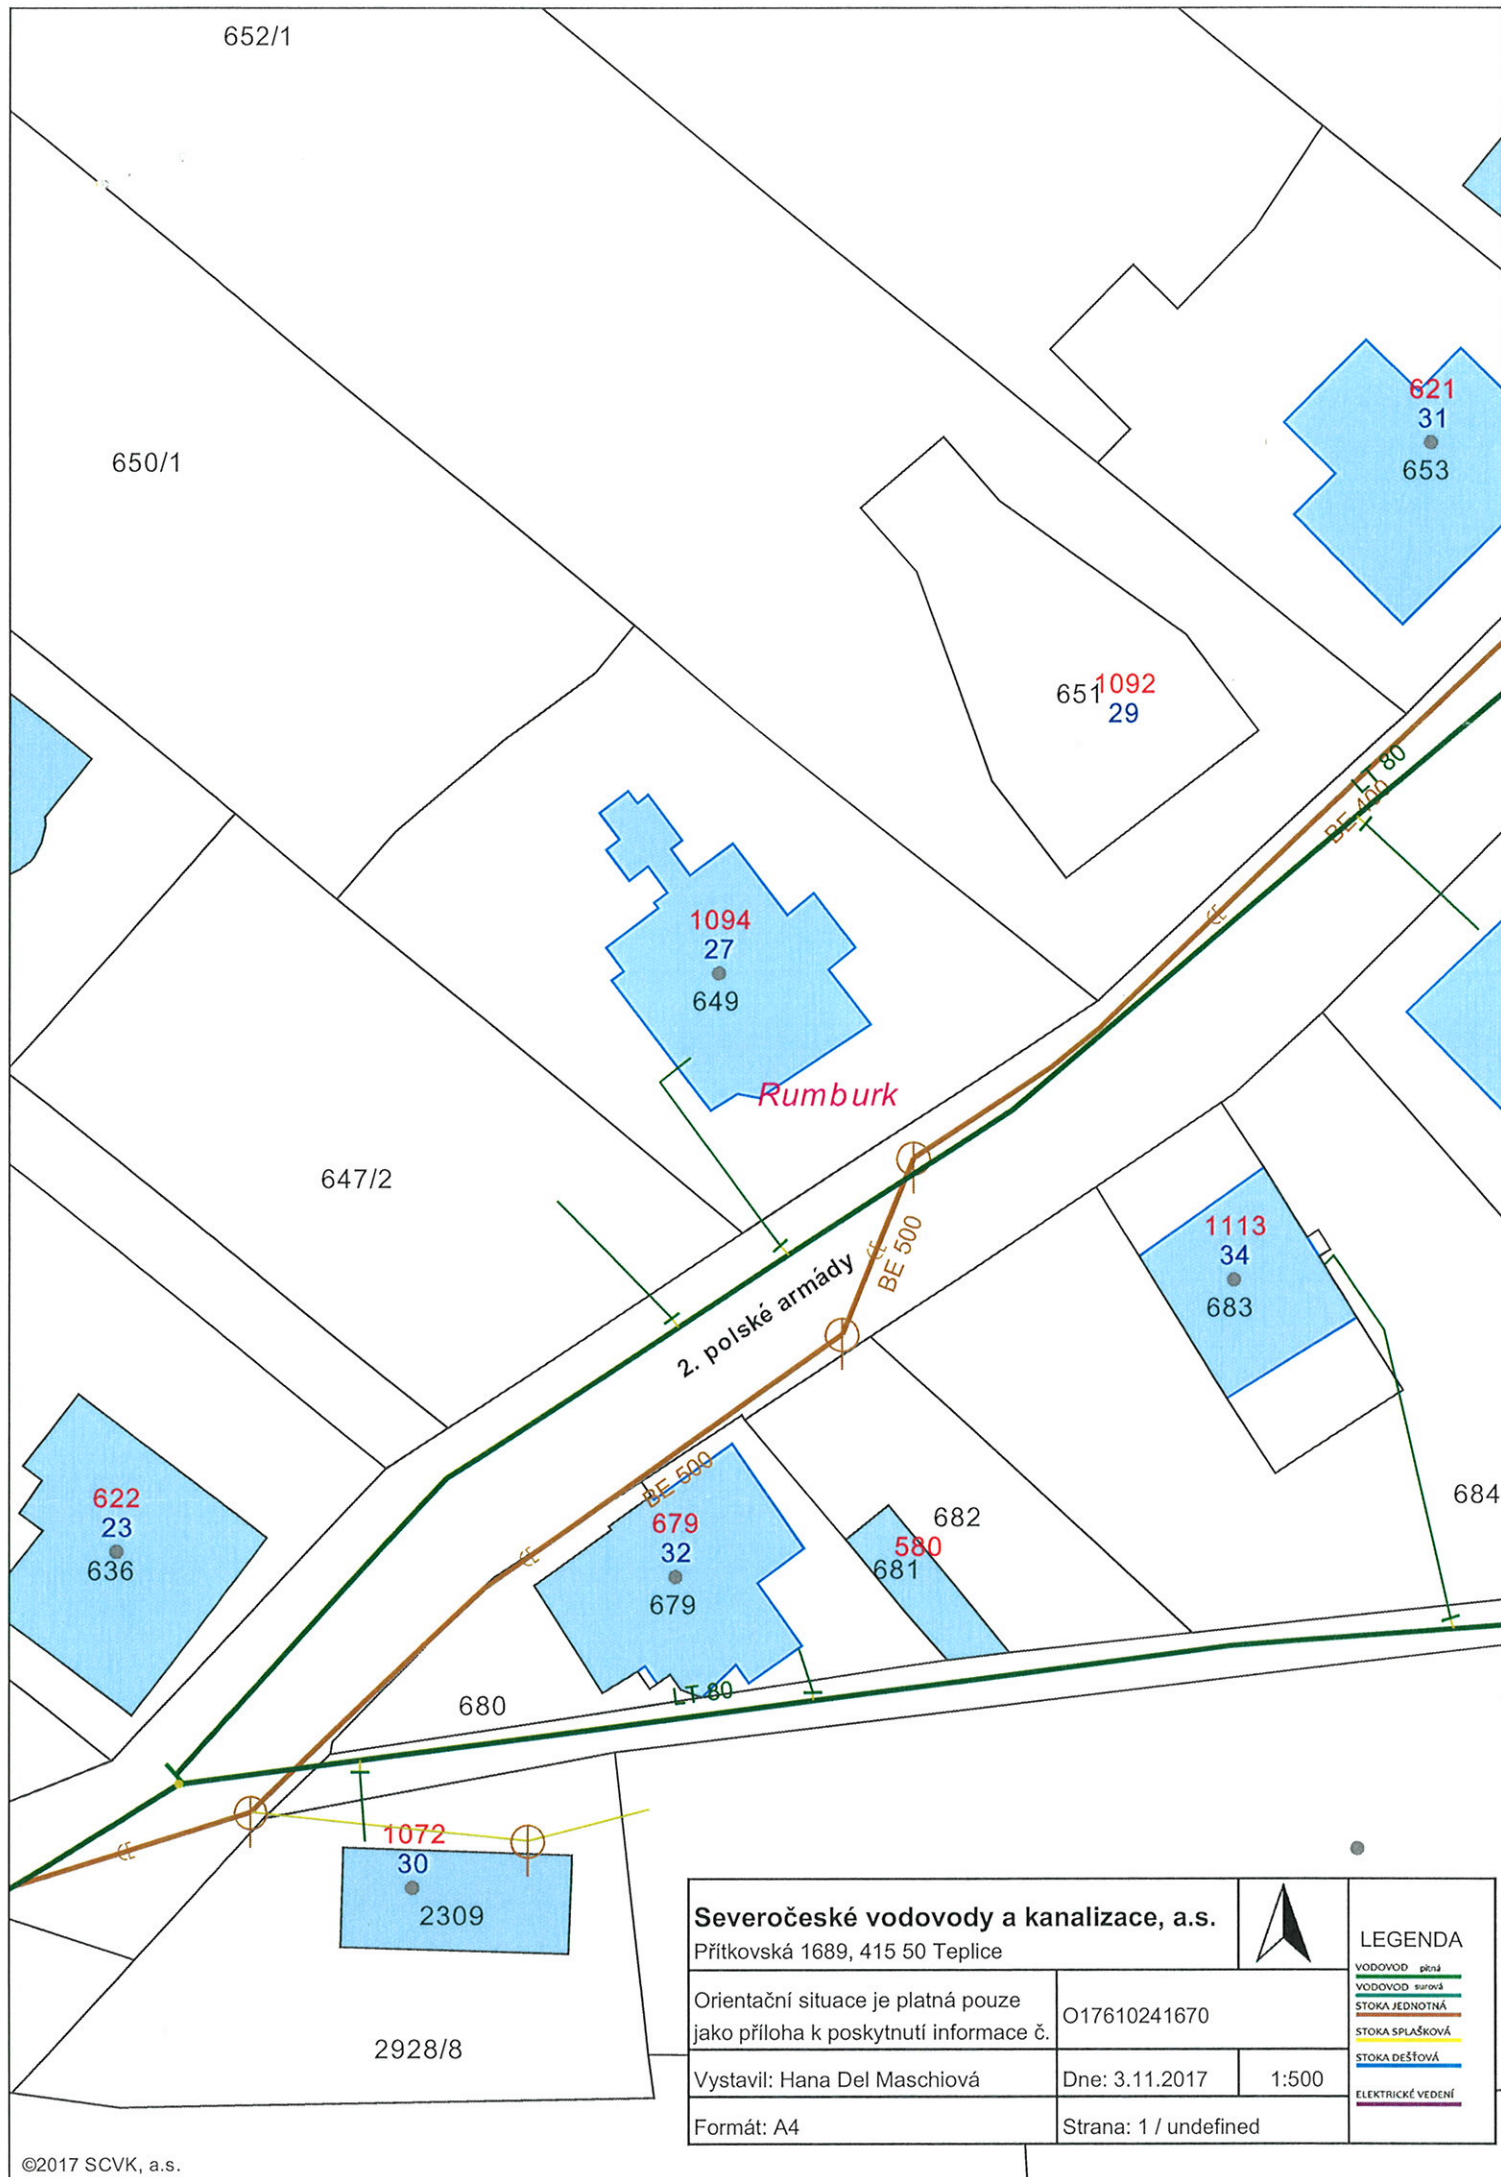 652/1
650/1
621
31
653
651
1092
29
LT 80
BE 400
1094
27
649
Rumburk
647/2
BE 500
2. polské armády
1113
34
683
BE 500
622
23
636
679
32
679
682
580
681
684
680
LT 80
1072
30
2309
2928/8
Severočeské vodovody a kanalizace, a.s.
Přítkovská 1689, 415 50 Teplice
Orientační situace je platná pouze
jako příloha k poskytnutí informace č.
O17610241670
Vystavil: Hana Del Maschiová
Dne: 3.11.2017
1:500
Formát: A4
Strana: 1 / undefined
LEGENDA
VODOVOD pitná
VODOVOD surová
STOKA JEDNOTNÁ
STOKA SPLAŠKOVÁ
STOKA DEŠŤOVÁ
ELEKTRICKÉ VEDENÍ
©2017 SCVK, a.s.